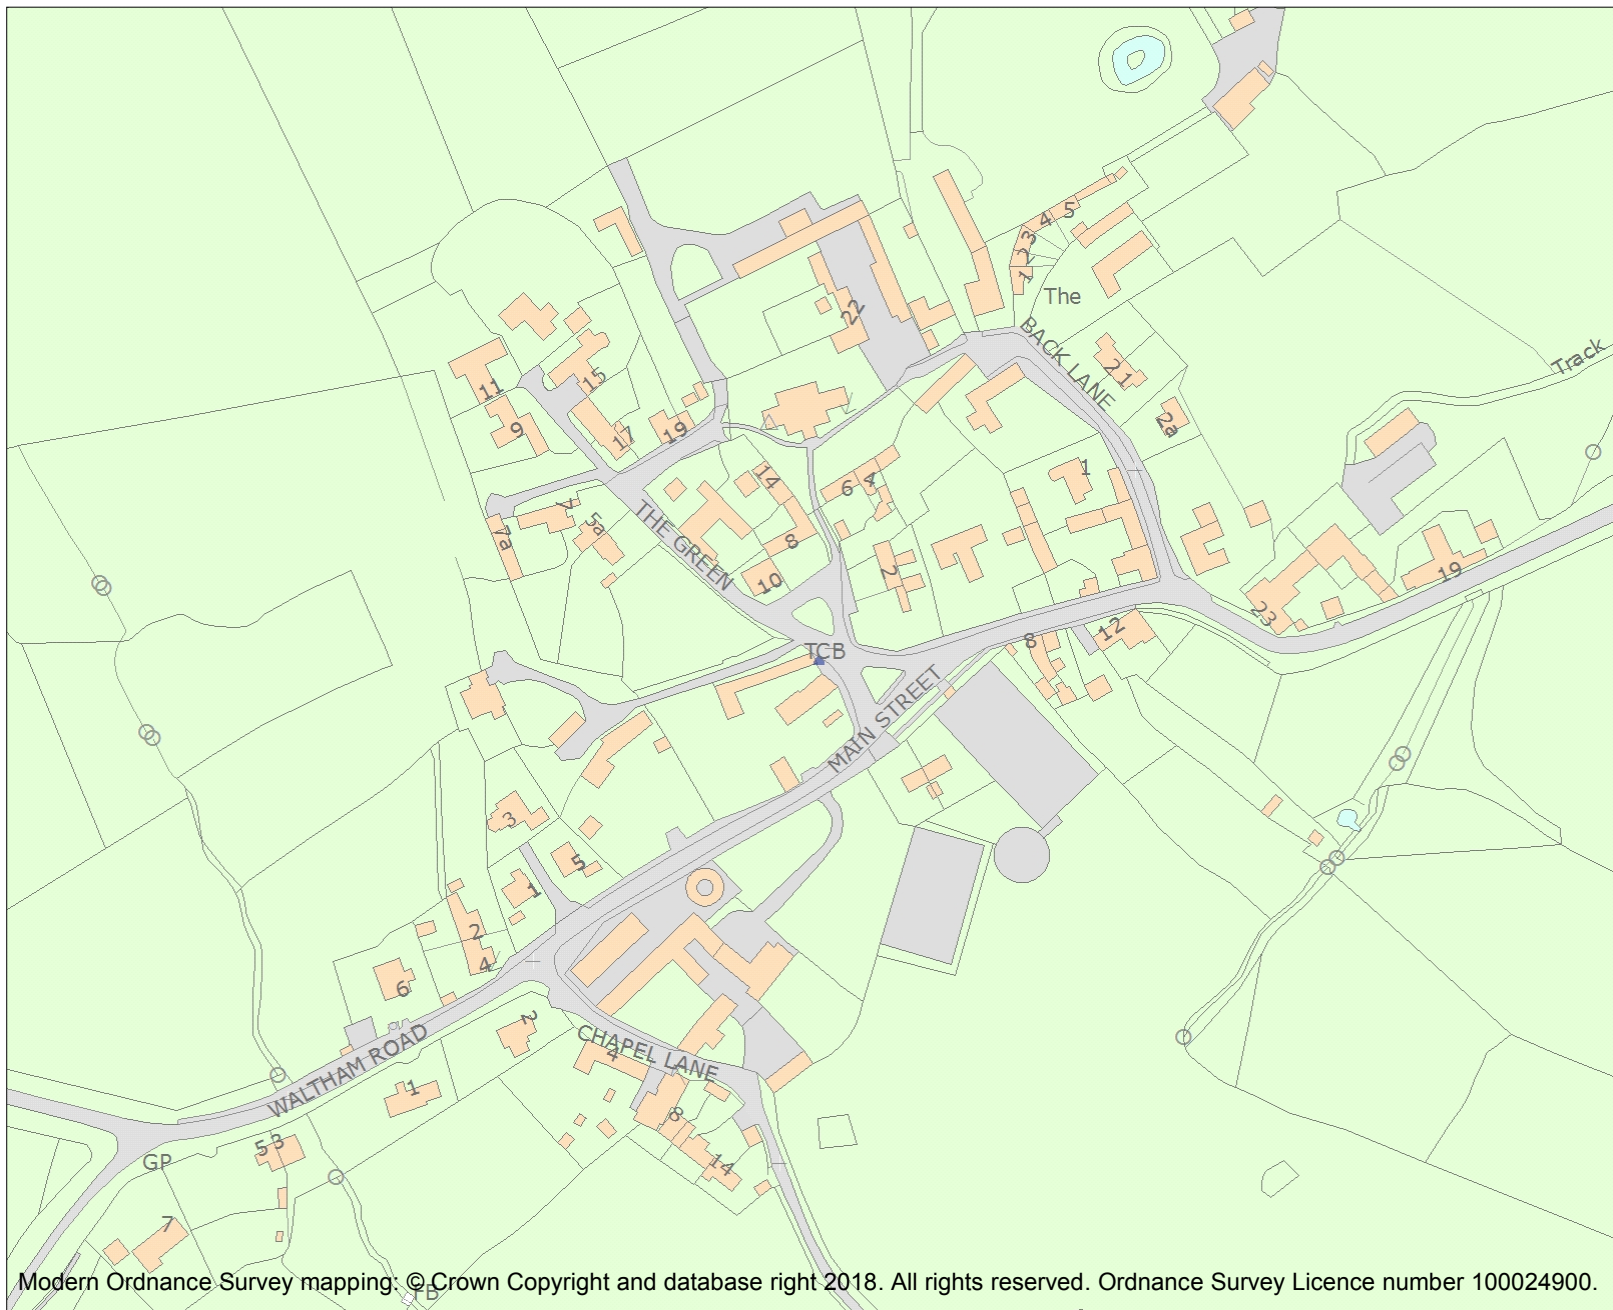 5
4
3
2
1
The
22
BACK LANE
21
Track
2a
11
15
9
17
19
14
6
4
1
7
7a
5a
THE GREEN
8
10
2
19
23
12
8
TCB
MAIN STREET
3
5
1
2
4
6
2
CHAPEL LANE
4
WALTHAM ROAD
1
8
14
5 3
GP
7
Modern Ordnance Survey mapping: © Crown Copyright and database right 2018. All rights reserved. Ordnance Survey Licence number 100024900.
FB